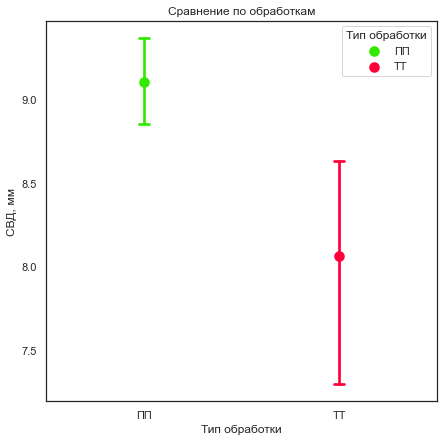 Сравнение по обработкам
Тип обработки
ПП
ТТ
СВД, мм
9.0
8.5
8.0
7.5
ПП
ТТ
Тип обработки